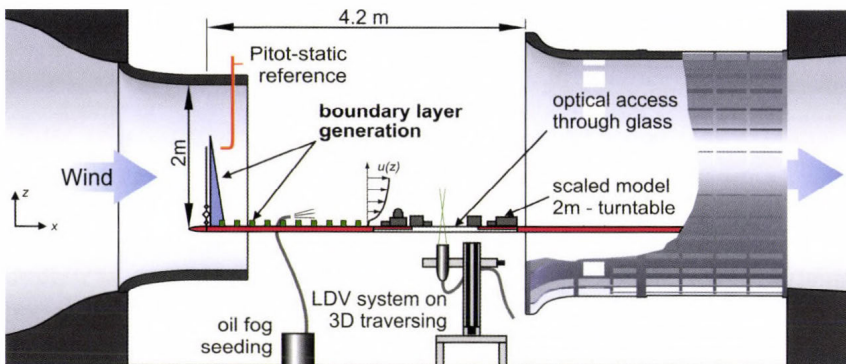 4.2 m
Pitot-static
reference
boundary layer
generation
optical access
through glass
2m
u(z)
Wind
scaled model
2m - turntable
z
x
LDV system on
3D traversing
oil fog
seeding